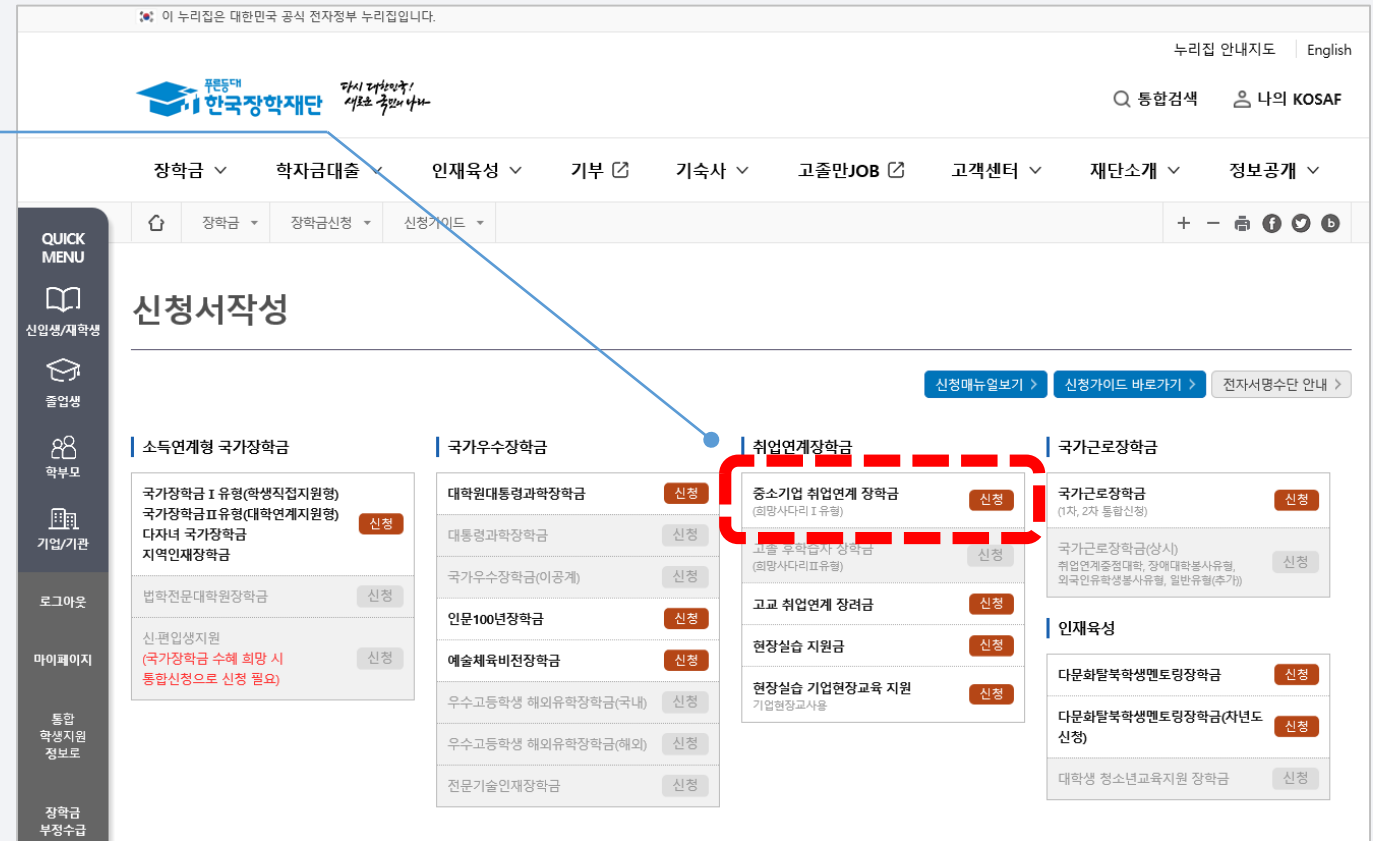 이 누리집은 대한민국 공식 전자정부 누리집입니다.
누리집 안내지도 English
푸른등대
한국장학재단
다시 대한민국!
새로운 국민의 나라
통합검색 나의 KOSAF
장학금 학자금대출 인재육성 기부 기숙사 고졸만JOB 고객센터 재단소개 정보공개
장학금 장학금신청 신청가이드
QUICK
MENU
신입생/재학생
졸업생
학부모
기업/기관
로그아웃
마이페이지
통합
학생지원
정보로
장학금
부정수급
신청서작성
신청매뉴얼보기 >
신청가이드 바로가기 >
전자서명수단 안내 >
소득연계형 국가장학금
국가장학금 I 유형(학생직접지원형)
국가장학금II유형(대학연계지원형)
다자녀 국가장학금
지역인재장학금
신청
법학전문대학원장학금 신청
신·편입생지원
(국가장학금 수혜 희망 시
통합신청으로 신청 필요)
신청
국가우수장학금
대학원대통령과학장학금 신청
대통령과학장학금 신청
국가우수장학금(이공계) 신청
인문100년장학금 신청
예술체육비전장학금 신청
우수고등학생 해외유학장학금(국내) 신청
우수고등학생 해외유학장학금(해외) 신청
전문기술인재장학금 신청
취업연계장학금
중소기업 취업연계 장학금
(희망사다리 I 유형)
신청
고졸 후학습자 장학금
(희망사다리II유형)
신청
고교 취업연계 장려금 신청
현장실습 지원금 신청
현장실습 기업현장교육 지원
기업현장교사용
신청
국가근로장학금
국가근로장학금
(1차, 2차 통합신청)
신청
국가근로장학금(상시)
취업연계중점대학, 장애대학봉사유형,
외국인유학생봉사유형, 일반유형(추가))
신청
인재육성
다문화탈북학생멘토링장학금 신청
다문화탈북학생멘토링장학금(차년도
신청)
신청
대학생 청소년교육지원 장학금 신청